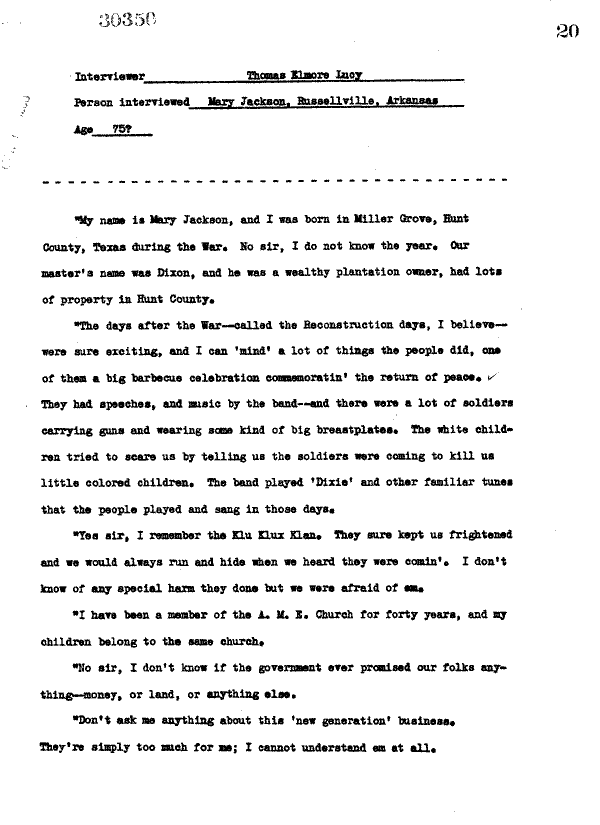 30350
20
Interviewer Thomas Elmore Lucy
Person interviewed Mary Jackson, Russellville, Arkansas
Age 75?
"My name is Mary Jackson, and I was born in Miller Grove, Hunt
County, Texas during the War. No sir, I do not know the year. Our
master's name was Dixon, and he was a wealthy plantation owner, had lots
of property in Hunt County.
"The days after the War--called the Reconstruction days, I believe--
were sure exciting, and I can 'mind' a lot of things the people did, one
of them a big barbecue celebration commemoratin' the return of peace. ✓
They had speeches, and music by the band--and there were a lot of soldiers
carrying guns and wearing some kind of big breastplates. The white child-
ren tried to scare us by telling us the soldiers were coming to kill us
little colored children. The band played 'Dixie' and other familiar tunes
that the people played and sang in those days.
"Yes sir, I remember the Klu Klux Klan. They sure kept us frightened
and we would always run and hide when we heard they were comin'. I don't
know of any special harm they done but we were afraid of em.
"I have been a member of the A. M. E. Church for forty years, and my
children belong to the same church.
"No sir, I don't know if the government ever promised our folks any-
thing--money, or land, or anything else.
"Don't ask me anything about this 'new generation' business.
They're simply too much for me; I cannot understand em at all.